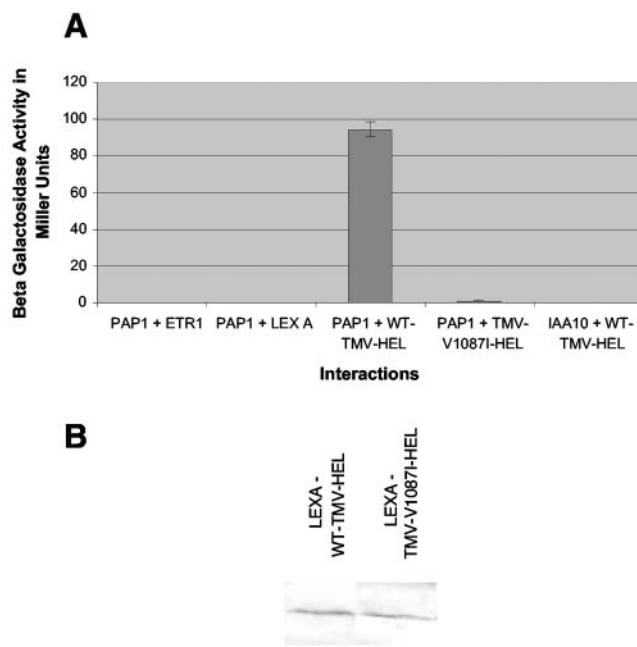 A
Beta Galactosidase Activity in
Miller Units
120
100
80
60
40
20
0
PAP1 + ETR1
PAP1 + LEX A
PAP1 + WT-
TMV-HEL
PAP1 + TMV-
V1087I-HEL
IAA10 + WT-
TMV-HEL
Interactions
B
LEXA -
WT-TMV-HEL
LEXA -
TMV-V1087I-HEL